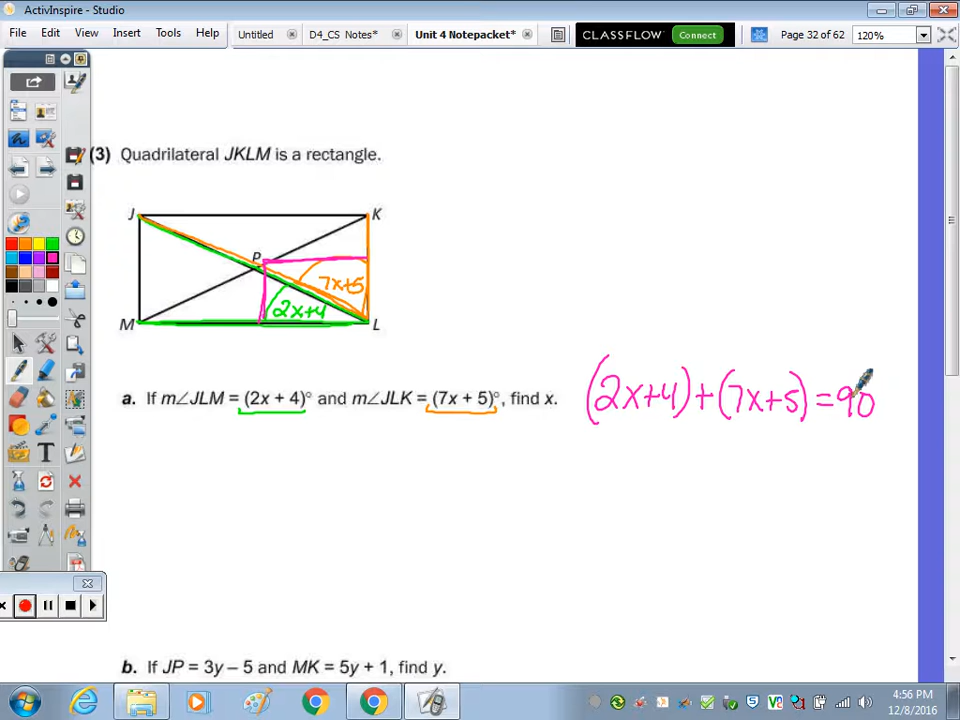 ActivInspire - Studio
File Edit View Insert Tools Help Untitled D4_CS Notes* Unit 4 Notepacket* CLASSFLOW Connect Page 32 of 62 120%
(3) Quadrilateral JKLM is a rectangle.
J K
P
7x+5
2x+4
M L
a. If m∠JLM = (2x + 4)° and m∠JLK = (7x + 5)°, find x. (2x+4)+(7x+5)=90
b. If JP = 3y – 5 and MK = 5y + 1, find y.
4:56 PM
12/8/2016